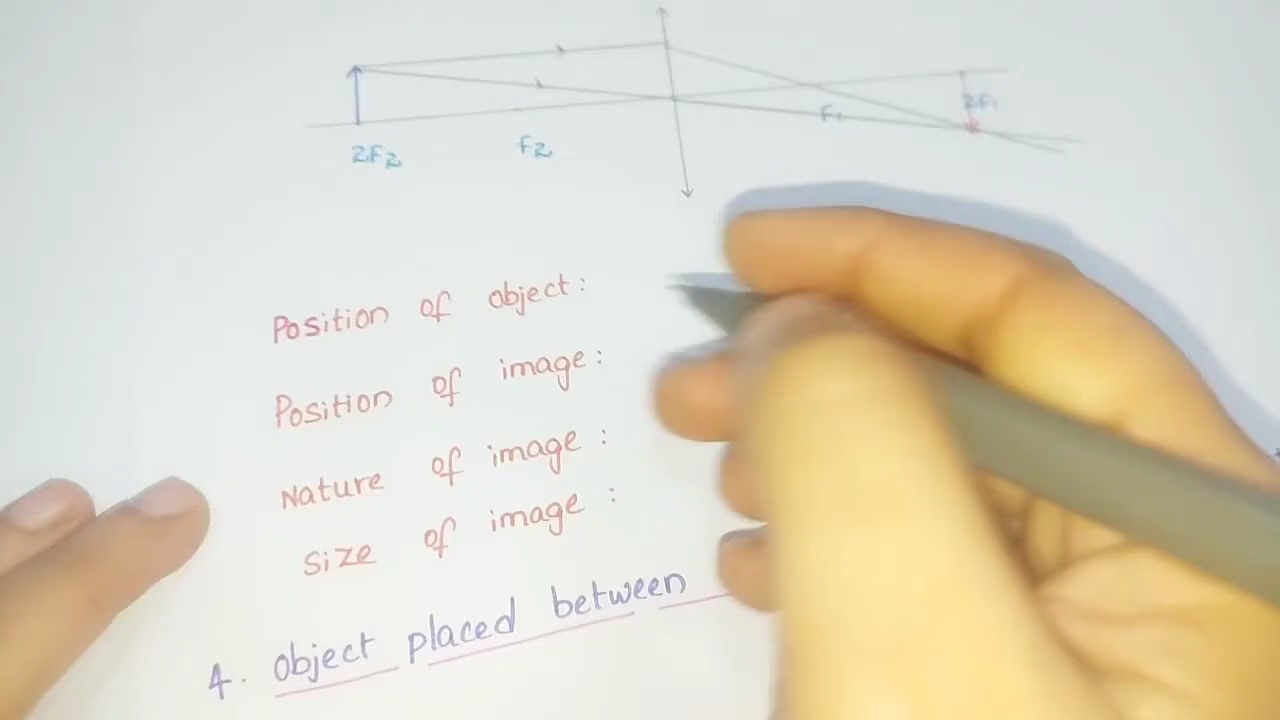 2F2 F2 F1 2F1
Position of object:
Position of image:
Nature of image:
Size of image:
4. Object placed between